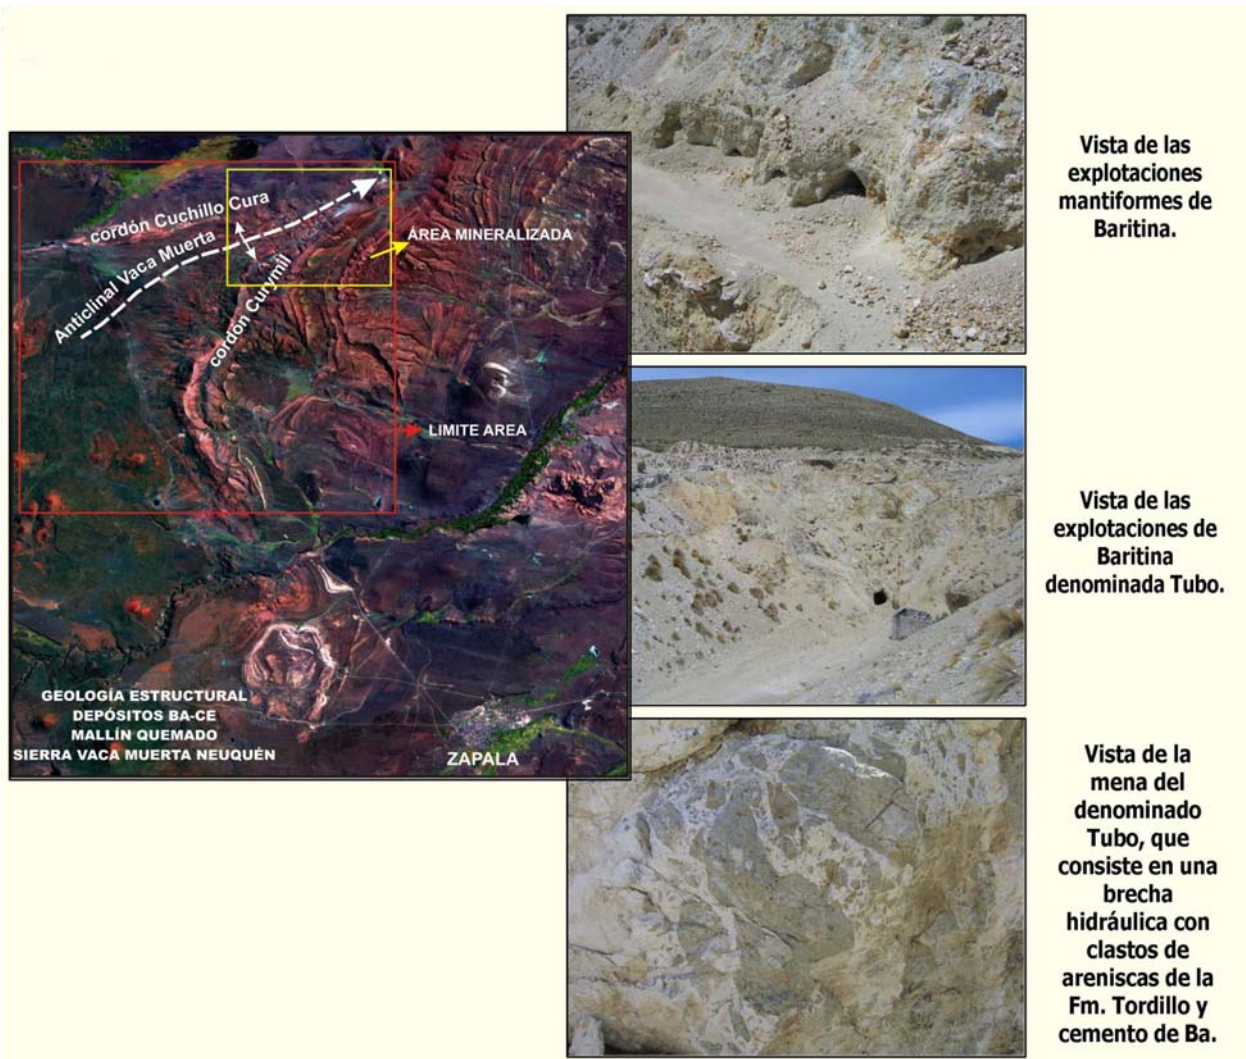 cordón Cuchillo Cura
Anticlinal Vaca Muerta
cordón Curymil
ÁREA MINERALIZADA
LIMITE AREA
GEOLOGÍA ESTRUCTURAL
DEPÓSITOS BA-CE
MALLÍN QUEMADO
SIERRA VACA MUERTA NEUQUÉN
ZAPALA
Vista de las
explotaciones
mantiformes de
Baritina.
Vista de las
explotaciones de
Baritina
denominada Tubo.
Vista de la
mena del
denominado
Tubo, que
consiste en una
brecha
hidráulica con
clastos de
areniscas de la
Fm. Tordillo y
cemento de Ba.